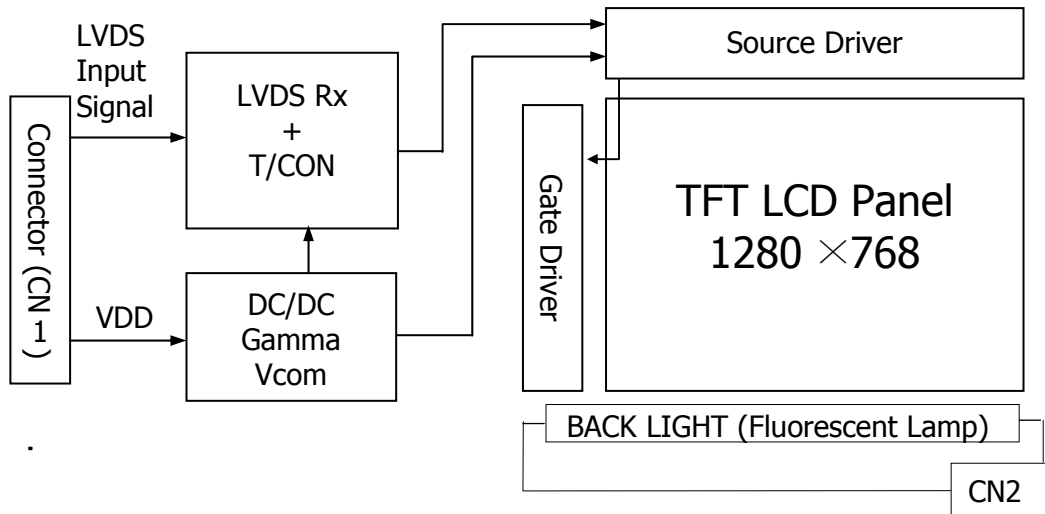 LVDS
Input
Signal
Connector (CN 1)
LVDS Rx
+
T/CON
VDD
DC/DC
Gamma
Vcom
Source Driver
Gate Driver
TFT LCD Panel
1280 ×768
BACK LIGHT (Fluorescent Lamp)
CN2
.